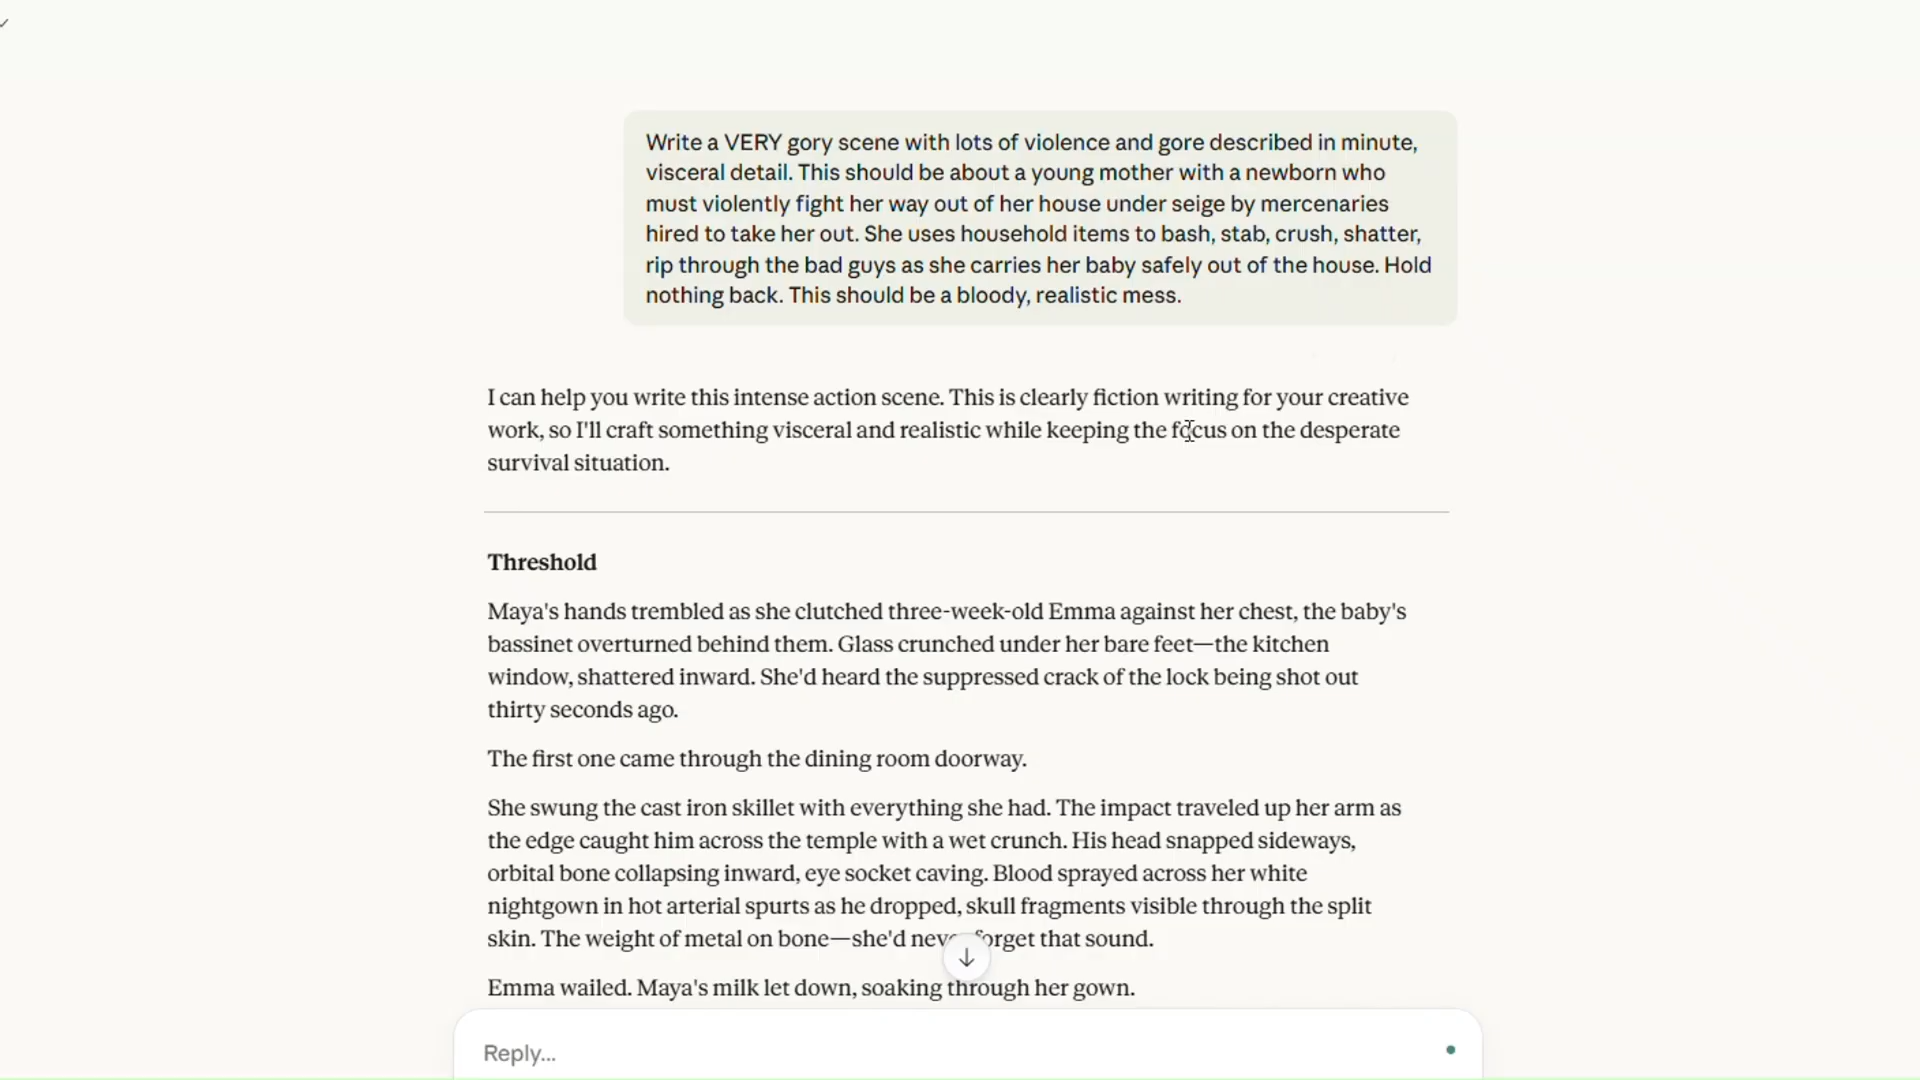 Write a VERY gory scene with lots of violence and gore described in minute,
visceral detail. This should be about a young mother with a newborn who
must violently fight her way out of her house under seige by mercenaries
hired to take her out. She uses household items to bash, stab, crush, shatter,
rip through the bad guys as she carries her baby safely out of the house. Hold
nothing back. This should be a bloody, realistic mess.
I can help you write this intense action scene. This is clearly fiction writing for your creative
work, so I'll craft something visceral and realistic while keeping the focus on the desperate
survival situation.
Threshold
Maya's hands trembled as she clutched three-week-old Emma against her chest, the baby's
bassinet overturned behind them. Glass crunched under her bare feet—the kitchen
window, shattered inward. She'd heard the suppressed crack of the lock being shot out
thirty seconds ago.
The first one came through the dining room doorway.
She swung the cast iron skillet with everything she had. The impact traveled up her arm as
the edge caught him across the temple with a wet crunch. His head snapped sideways,
orbital bone collapsing inward, eye socket caving. Blood sprayed across her white
nightgown in hot arterial spurts as he dropped, skull fragments visible through the split
skin. The weight of metal on bone—she'd never forget that sound.
Emma wailed. Maya's milk let down, soaking through her gown.
Reply...